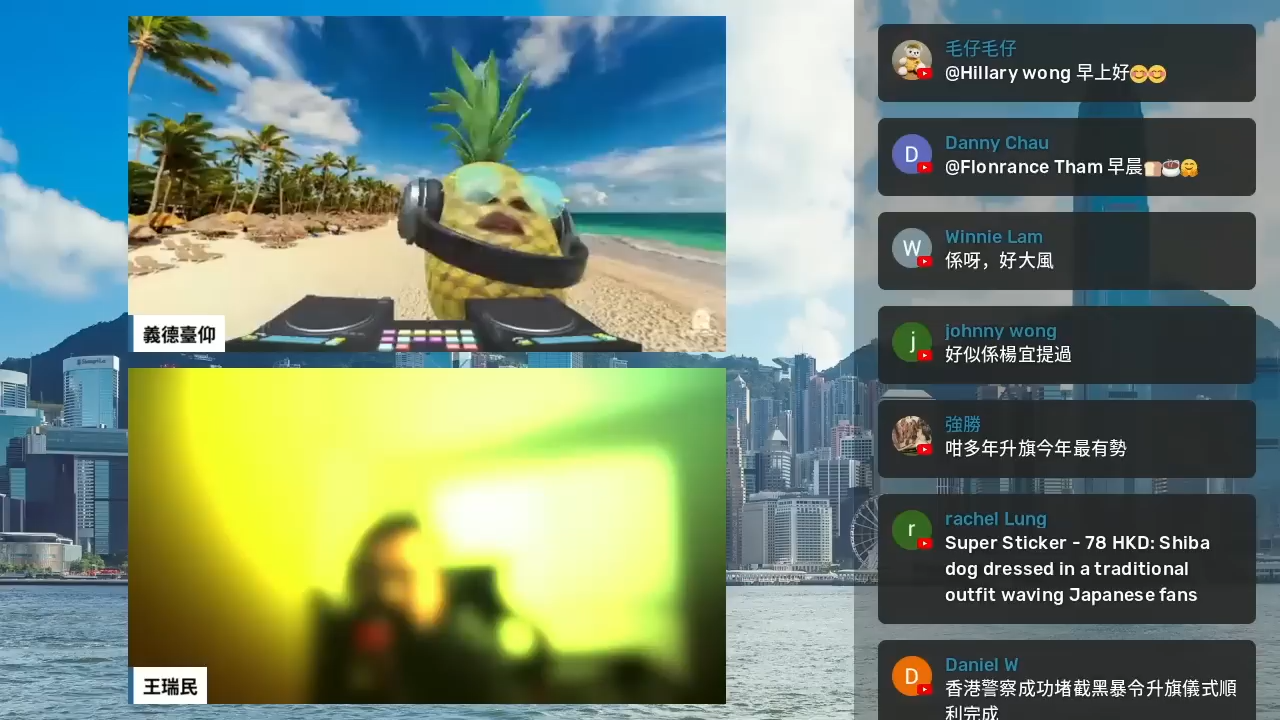 義德臺仰
王瑞民
毛仔毛仔
@Hillary wong 早上好😊😊
Danny Chau
@Flonrance Tham 早晨🍞☕🤗
Winnie Lam
係呀，好大風
johnny wong
好似係楊宜提過
強勝
咁多年升旗今年最有勢
rachel Lung
Super Sticker - 78 HKD: Shiba
dog dressed in a traditional
outfit waving Japanese fans
Daniel W
香港警察成功堵截黑暴令升旗儀式順
利完成